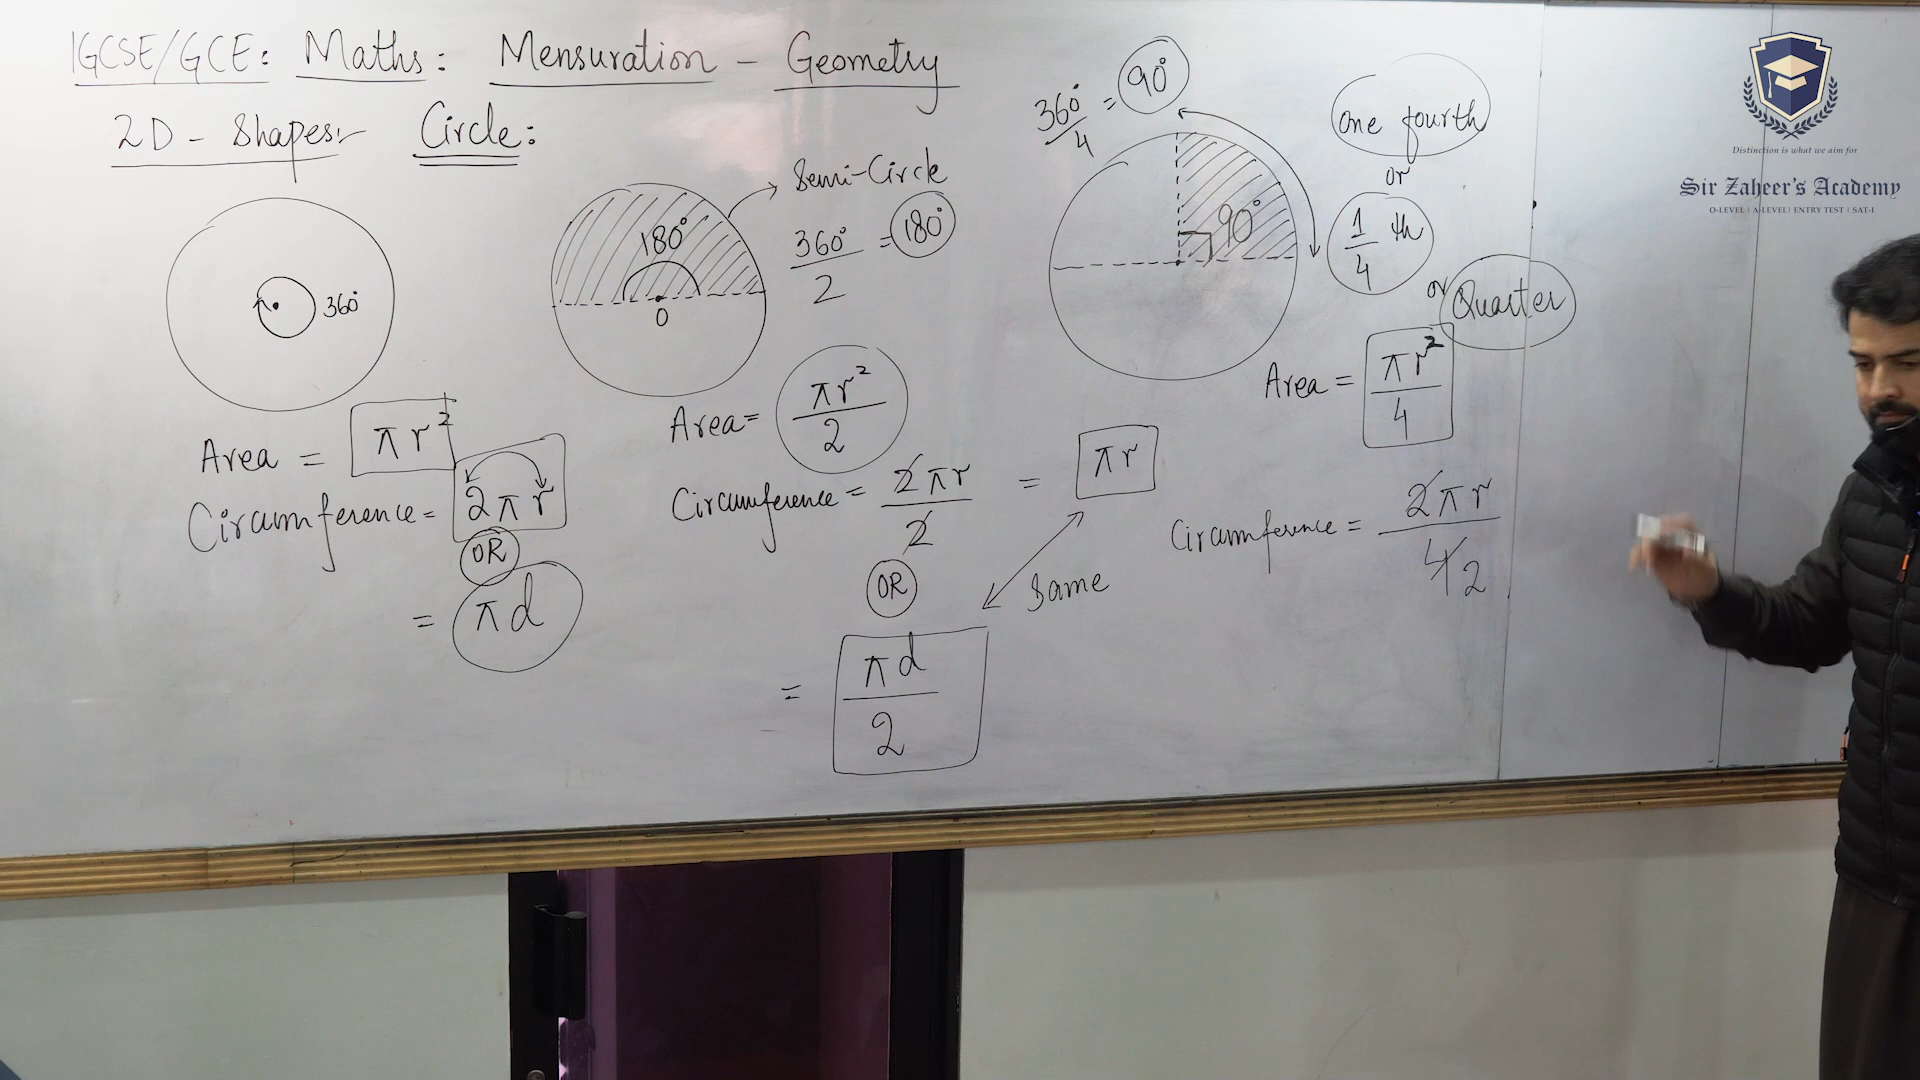 IGCSE/GCE: Maths: Mensuration - Geometry
2D - Shapes:- Circle:
360°
Area = πr²
Circumference = 2πr
OR
= πd
180°
O
Semi-Circle
360°/2 = 180°
Area = πr²/2
Circumference = 2πr/2 = πr
OR
Same
= πd/2
360°/4 = 90°
90°
One fourth
or
1/4 th
or Quarter
Area = πr²/4
Circumference = 2πr/4 2
Distinction is what we aim for
Sir Zaheer's Academy
O-LEVEL | A-LEVEL | ENTRY TEST | SAT-I